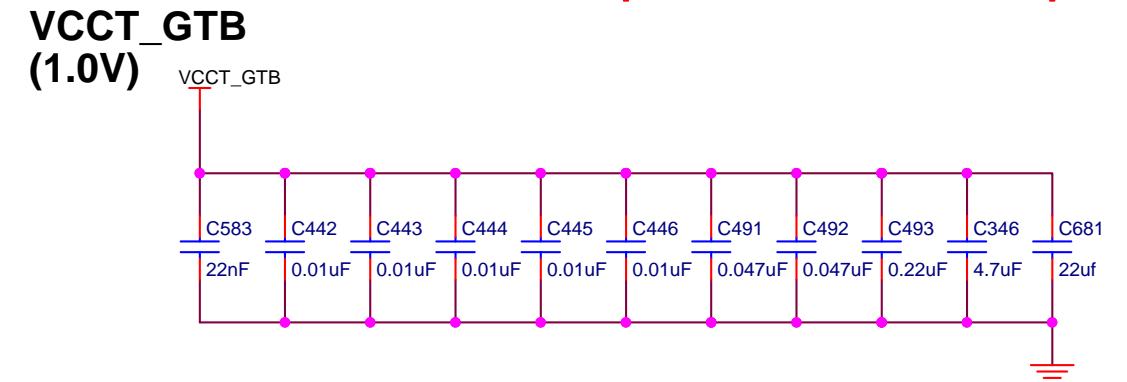 VCCT_GTB
(1.0V)
VCCT_GTB
C583 C442 C443 C444 C445 C446 C491 C492 C493 C346 C681
22nF 0.01uF 0.01uF 0.01uF 0.01uF 0.01uF 0.047uF 0.047uF 0.22uF 4.7uF 22uf